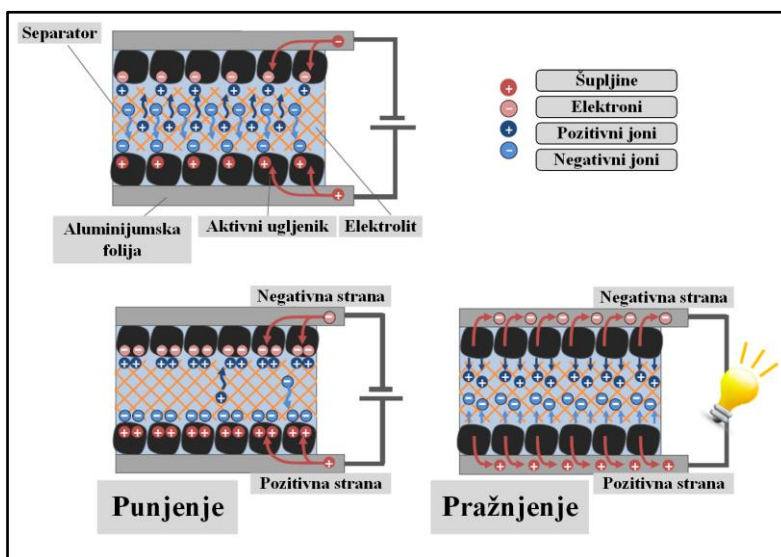 Separator
Šupljine
Elektroni
Pozitivni joni
Negativni joni
Aluminijumska
folija
Aktivni ugljenik
Elektrolit
Negativna strana
Pozitivna strana
Punjenje
Negativna strana
Pozitivna strana
Pražnjenje